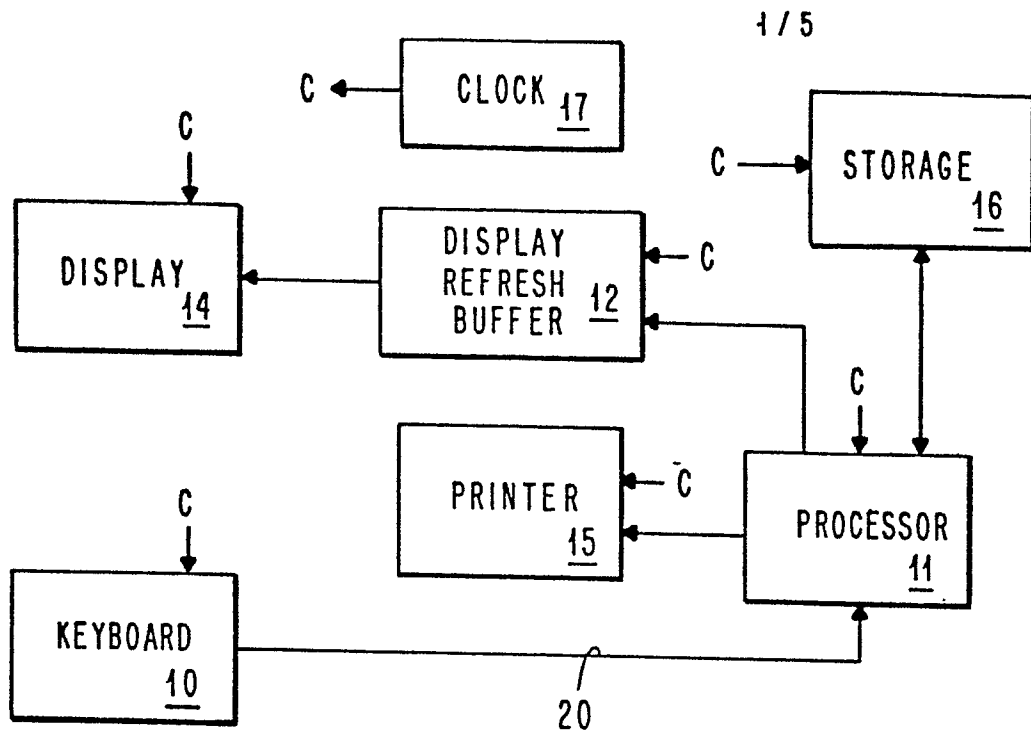 1/5
C
CLOCK
17
C
C
STORAGE
16
DISPLAY
14
DISPLAY
REFRESH
BUFFER
12
C
C
PRINTER
15
C
PROCESSOR
11
C
KEYBOARD
10
20